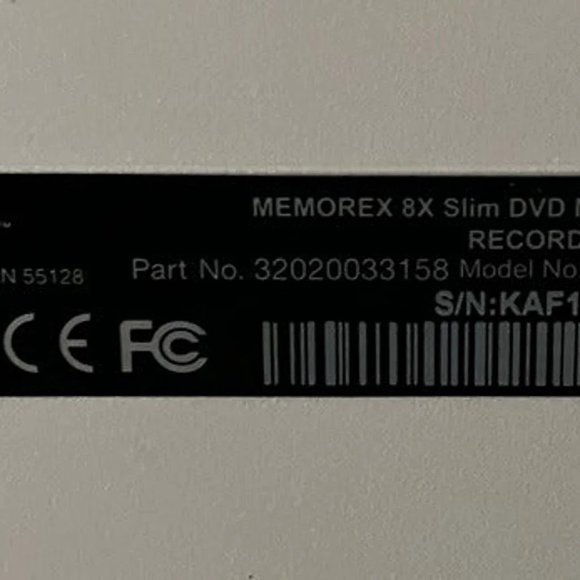 MEMOREX 8X Slim DVD
RECORD
N 55128
Part No. 32020033158 Model No
S/N:KAF1
CE FC